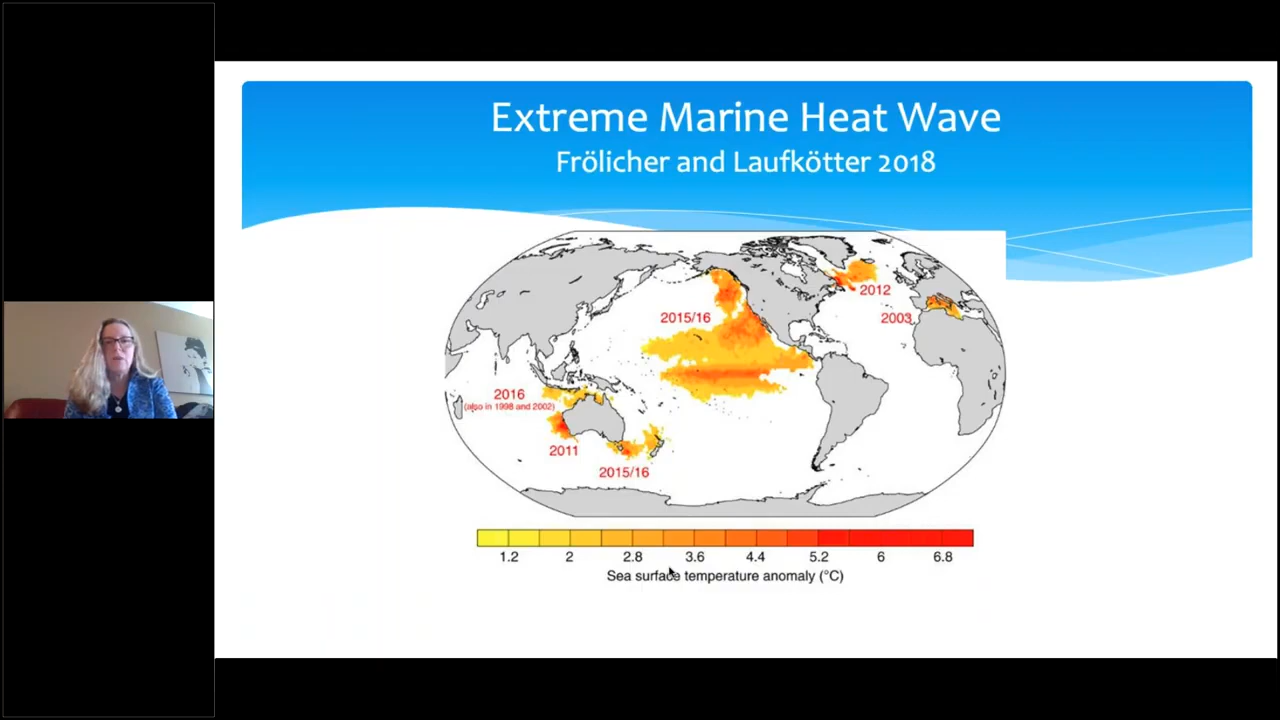 Extreme Marine Heat Wave
Frölicher and Laufkötter 2018
2012
2003
2015/16
2016
(also in 1998 and 2002)
2011
2015/16
1.2 2 2.8 3.6 4.4 5.2 6 6.8
Sea surface temperature anomaly (°C)